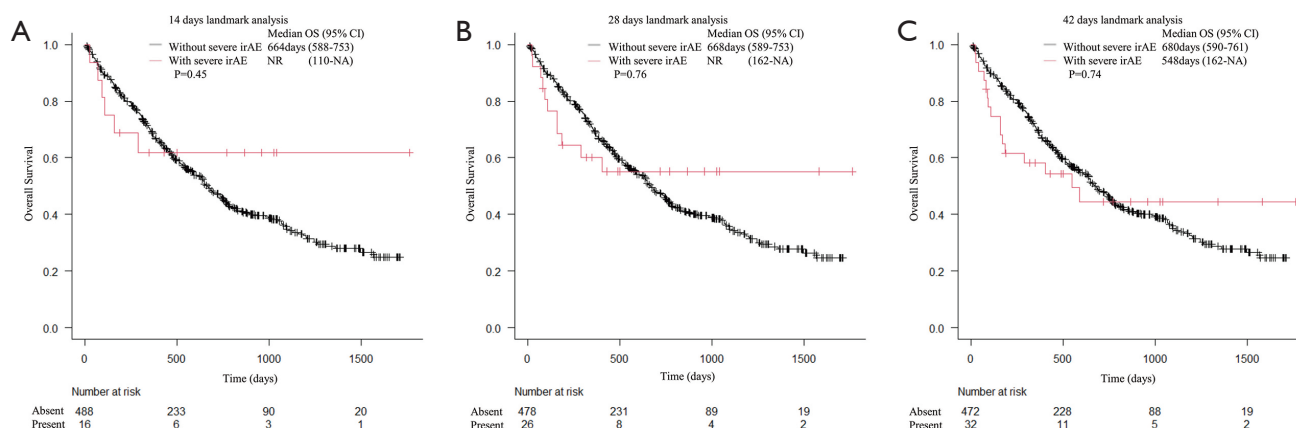 A
14 days landmark analysis
Median OS (95% CI)
Without severe irAE 664days (588-753)
With severe irAE NR (110-NA)
P=0.45
Overall Survival
1.0
0.8
0.6
0.4
0.2
0.0
0 500 1000 1500
Time (days)
Number at risk
Absent 488 233 90 20
Present 16 6 3 1
B
28 days landmark analysis
Median OS (95% CI)
Without severe irAE 668days (589-753)
With severe irAE NR (162-NA)
P=0.76
Overall Survival
1.0
0.8
0.6
0.4
0.2
0.0
0 500 1000 1500
Time (days)
Number at risk
Absent 478 231 89 19
Present 26 8 4 2
C
42 days landmark analysis
Median OS (95% CI)
Without severe irAE 680days (590-761)
With severe irAE 548days (162-NA)
P=0.74
Overall Survival
1.0
0.8
0.6
0.4
0.2
0.0
0 500 1000 1500
Time (days)
Number at risk
Absent 472 228 88 19
Present 32 11 5 2